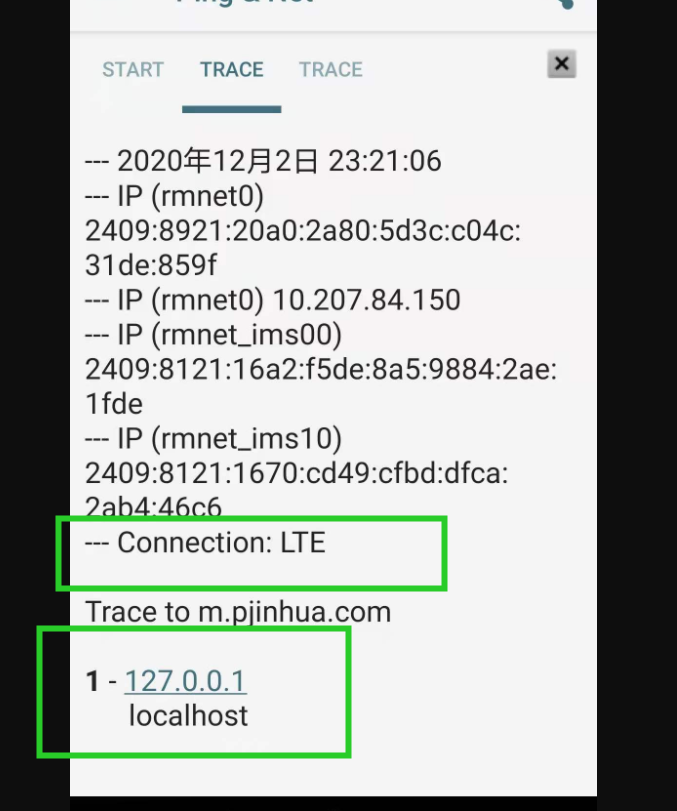 Ping & Net
START TRACE TRACE
--- 2020年12月2日 23:21:06
--- IP (rmnet0)
2409:8921:20a0:2a80:5d3c:c04c:
31de:859f
--- IP (rmnet0) 10.207.84.150
--- IP (rmnet_ims00)
2409:8121:16a2:f5de:8a5:9884:2ae:
1fde
--- IP (rmnet_ims10)
2409:8121:1670:cd49:cfbd:dfca:
2ab4:46c6
--- Connection: LTE
Trace to m.pjinhua.com
1 - 127.0.0.1
localhost